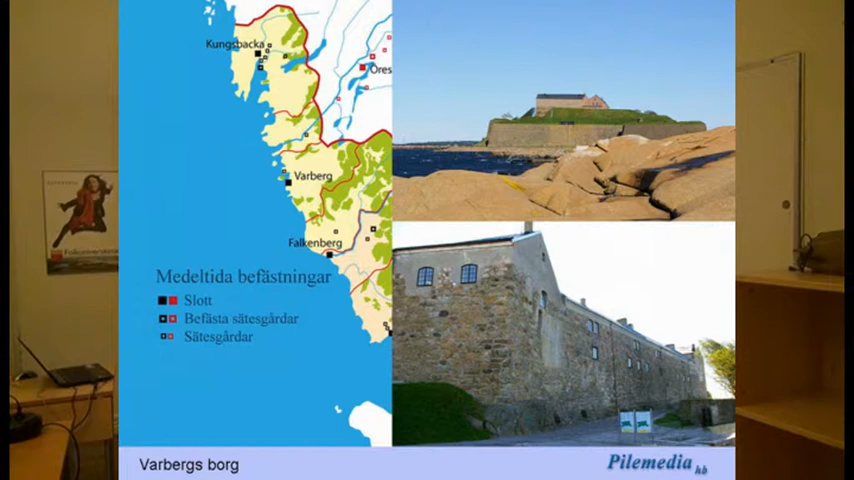 Kungsbacka
Ores
Varberg
Falkenberg
Medeltida befästningar
Slott
Befästa sätesgårdar
Sätesgårdar
Varbergs borg
Pilemedia hb